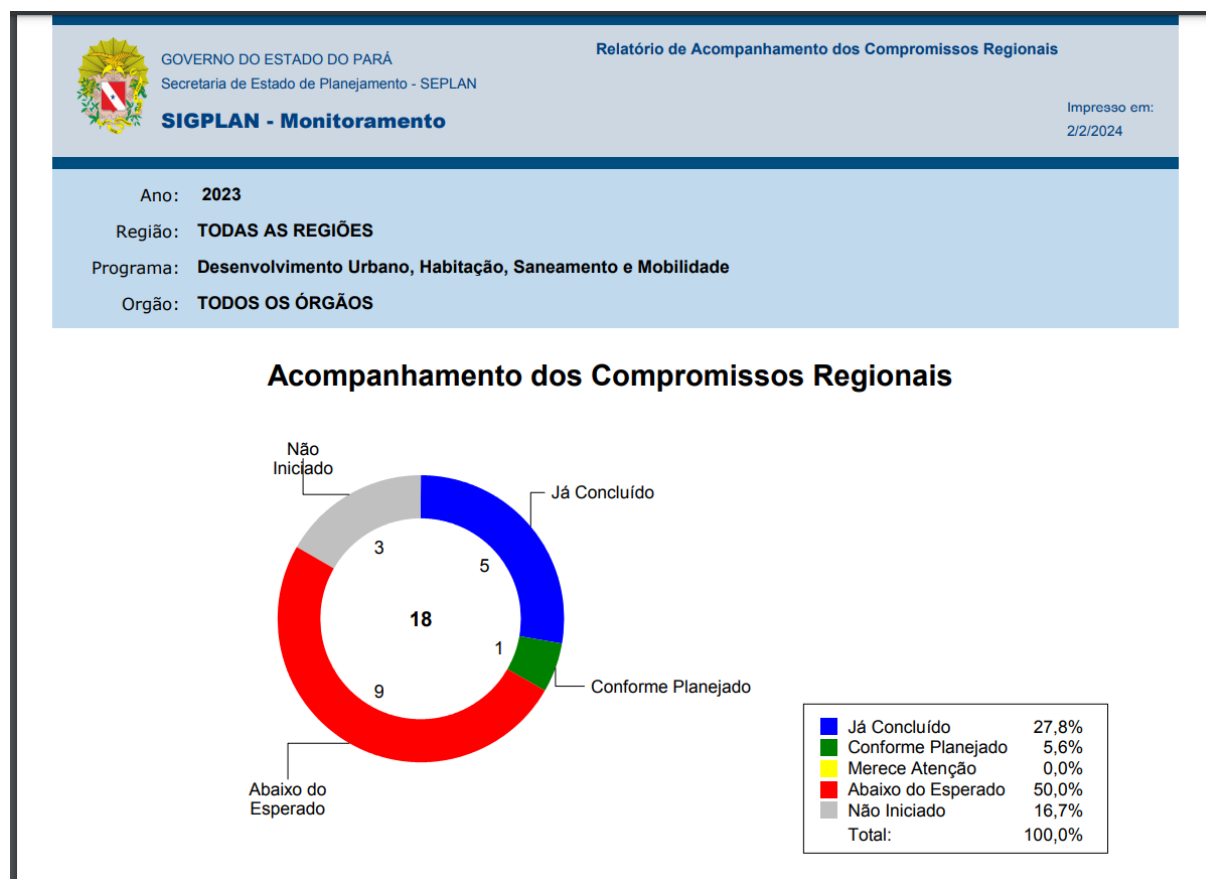 GOVERNO DO ESTADO DO PARÁ
Secretaria de Estado de Planejamento - SEPLAN
SIGPLAN - Monitoramento
Relatório de Acompanhamento dos Compromissos Regionais
Impresso em:
2/2/2024
Ano: 2023
Região: TODAS AS REGIÕES
Programa: Desenvolvimento Urbano, Habitação, Saneamento e Mobilidade
Orgão: TODOS OS ÓRGÃOS
Acompanhamento dos Compromissos Regionais
Não
Iniciado
Já Concluído
3
5
18
1
9
Conforme Planejado
Abaixo do
Esperado
Já Concluído 27,8%
Conforme Planejado 5,6%
Merece Atenção 0,0%
Abaixo do Esperado 50,0%
Não Iniciado 16,7%
Total: 100,0%